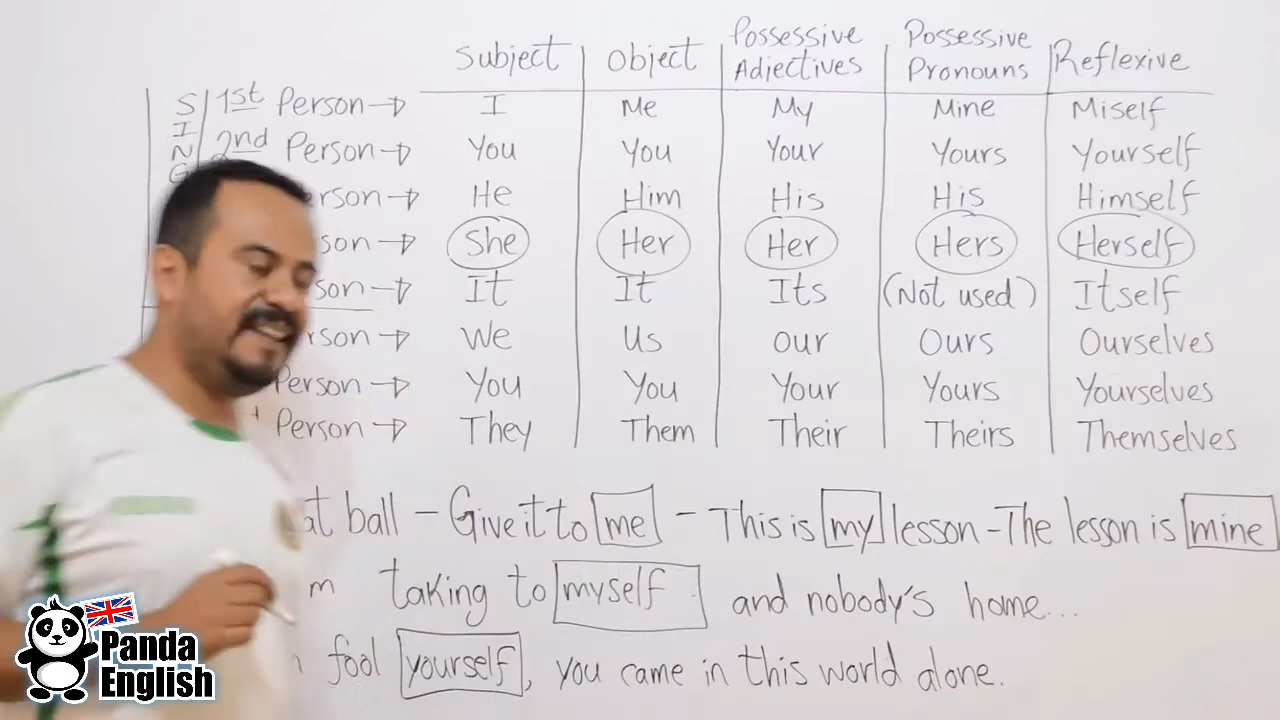 Subject Object Possessive Adjectives Possessive Pronouns Reflexive
S 1st Person I Me My Mine Miself
I
N 2nd Person You You Your Yours Yourself
G
erson He Him His His Himself
son She Her Her Hers Herself
son It It Its (Not used) Itself
rson We Us Our Ours Ourselves
Person You You Your Yours Yourselves
Person They Them Their Theirs Themselves
at ball - Give it to me - This is my lesson - The lesson is mine
m taking to myself and nobody's home...
fool yourself, you came in this world alone.
Panda
English